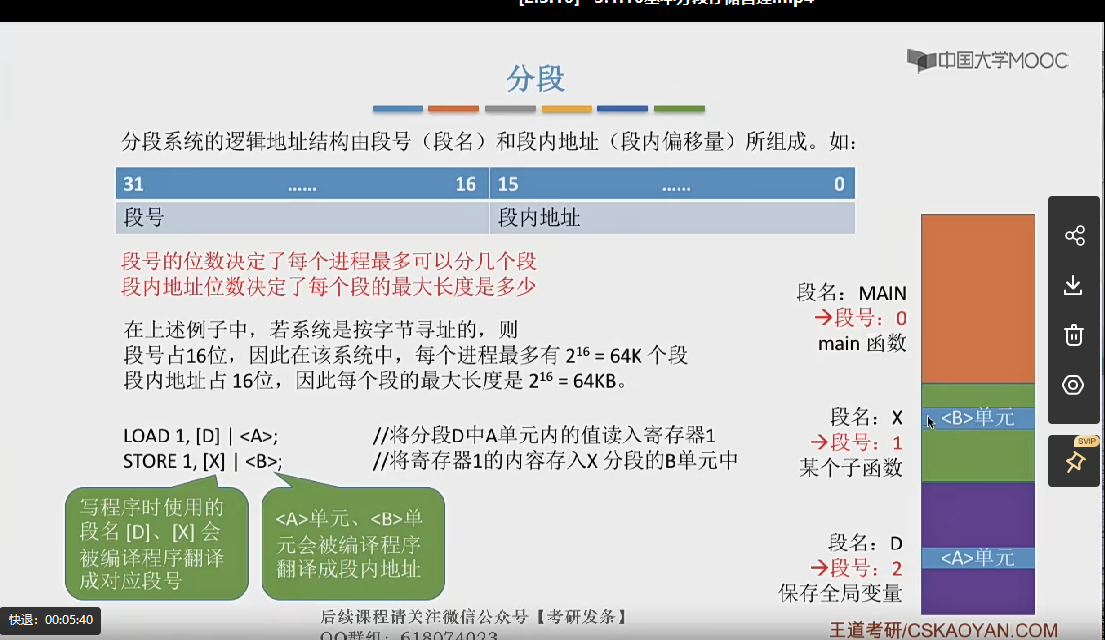 中国大学MOOC
分段
分段系统的逻辑地址结构由段号（段名）和段内地址（段内偏移量）所组成。如：
31 …… 16 15 …… 0
段号 段内地址
段号的位数决定了每个进程最多可以分几个段
段内地址位数决定了每个段的最大长度是多少
在上述例子中，若系统是按字节寻址的，则
段号占16位，因此在该系统中，每个进程最多有 2¹⁶ = 64K 个段
段内地址占 16位，因此每个段的最大长度是 2¹⁶ = 64KB。
LOAD 1, [D] | <A>; //将分段D中A单元内的值读入寄存器1
STORE 1, [X] | <B>; //将寄存器1的内容存入X 分段的B单元中
写程序时使用的
段名 [D]、[X] 会
被编译程序翻译
成对应段号
<A>单元、<B>单
元会被编译程序
翻译成段内地址
段名：MAIN
→段号：0
main 函数
段名：X
→段号：1
某个子函数
<B>单元
段名：D
→段号：2
保存全局变量
<A>单元
SVIP
快退：00:05:40
后续课程请关注微信公众号【考研发条】
QQ群组：618074023
王道考研/CSKAOYAN.COM